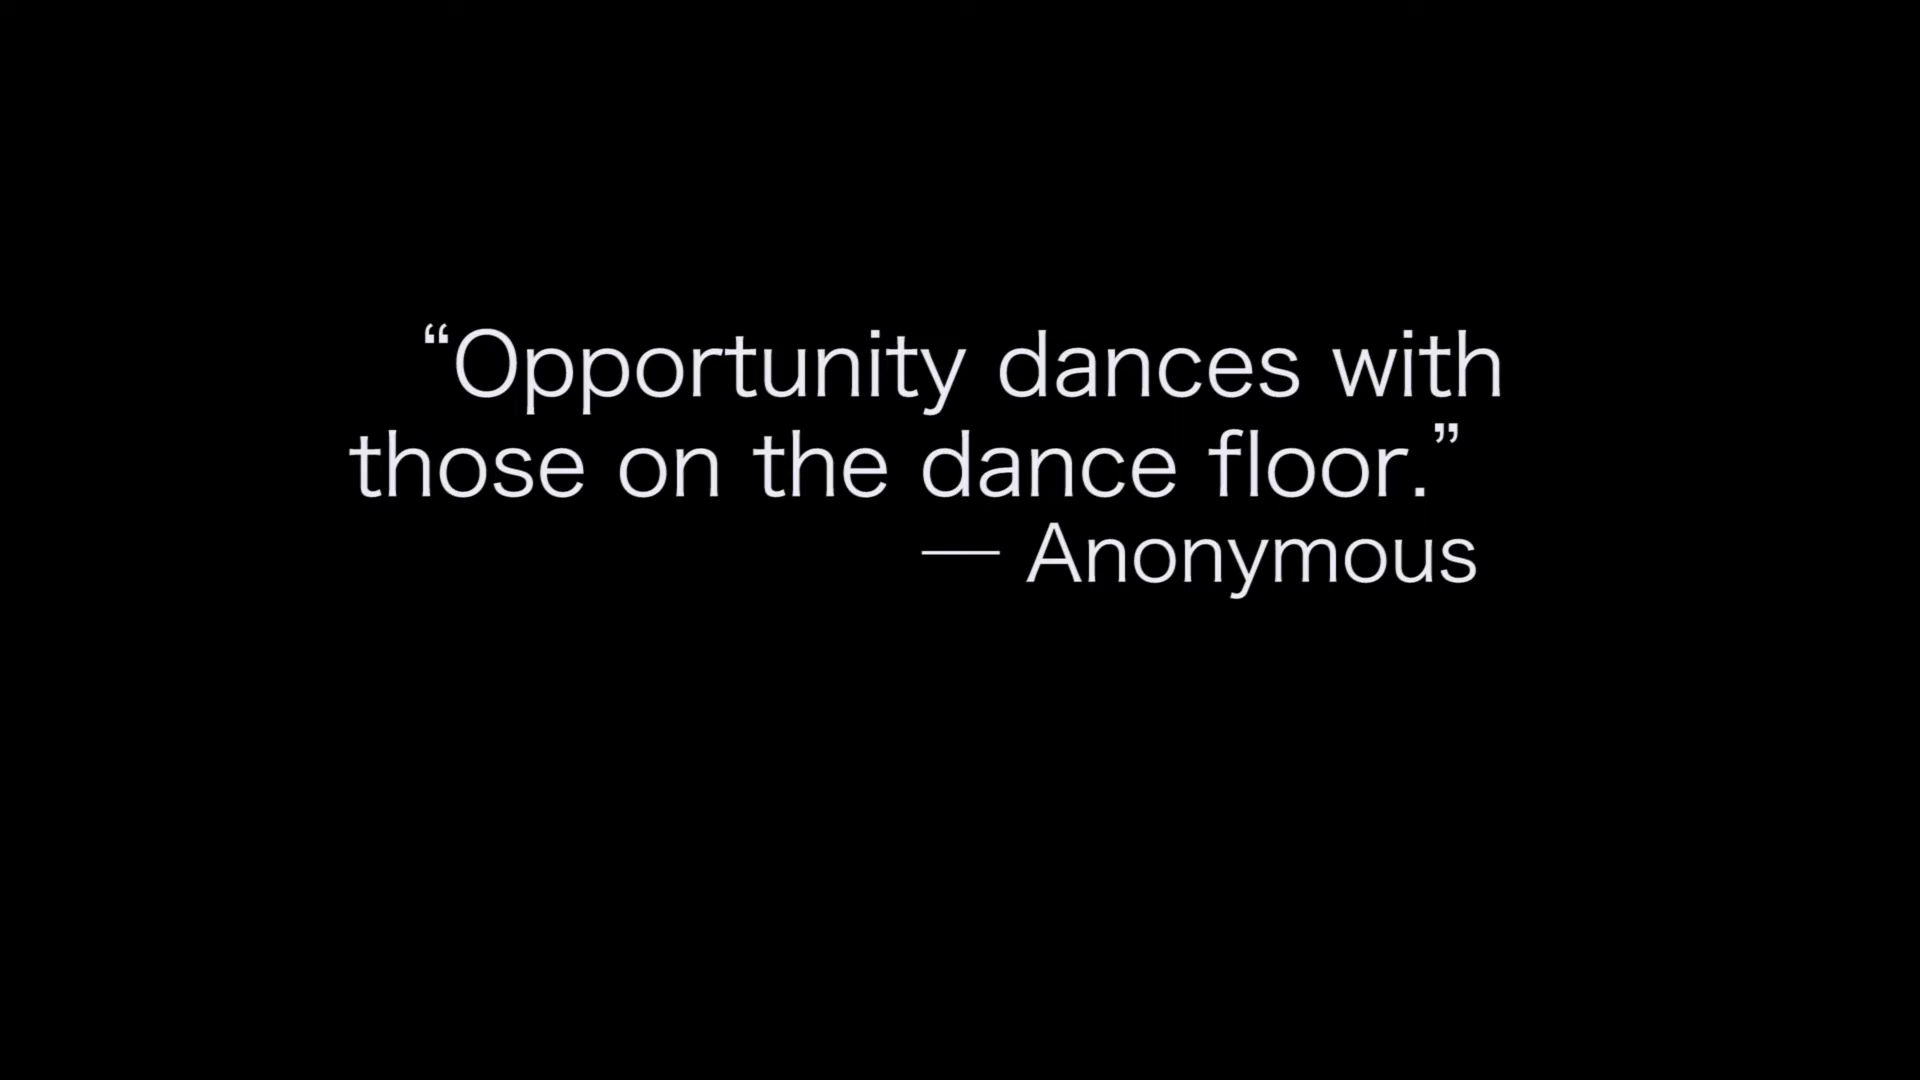 “Opportunity dances with
those on the dance floor.”
— Anonymous